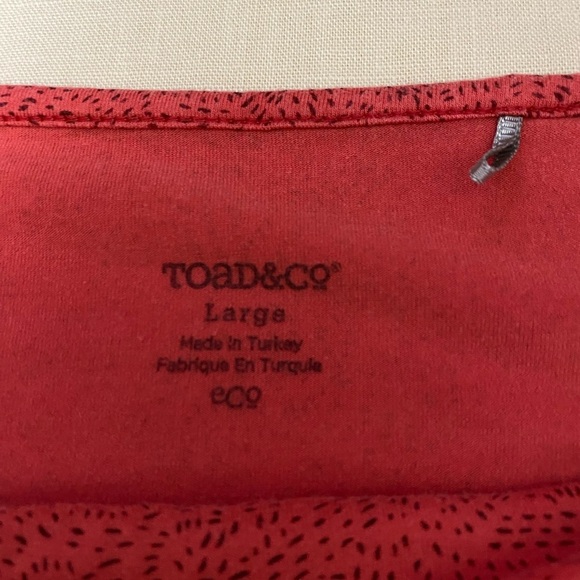 TOAD&CO®
Large
Made in Turkey
Fabrique En Turquie
eco